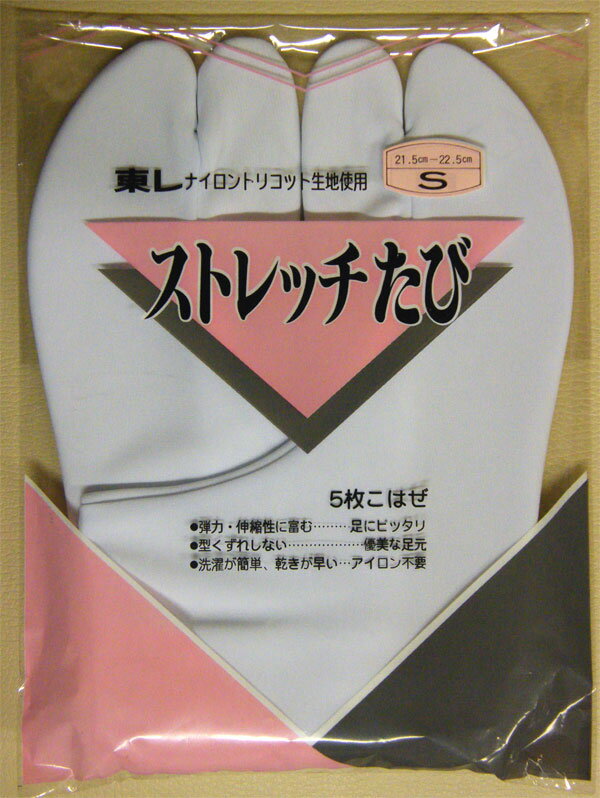 21.5cm－22.5cm
S
東レナイロントリコット生地使用
ストレッチたび
5枚こはぜ
●弾力・伸縮性に富む………足にピッタリ
●型くずれしない………………優美な足元
●洗濯が簡単、乾きが早い…アイロン不要